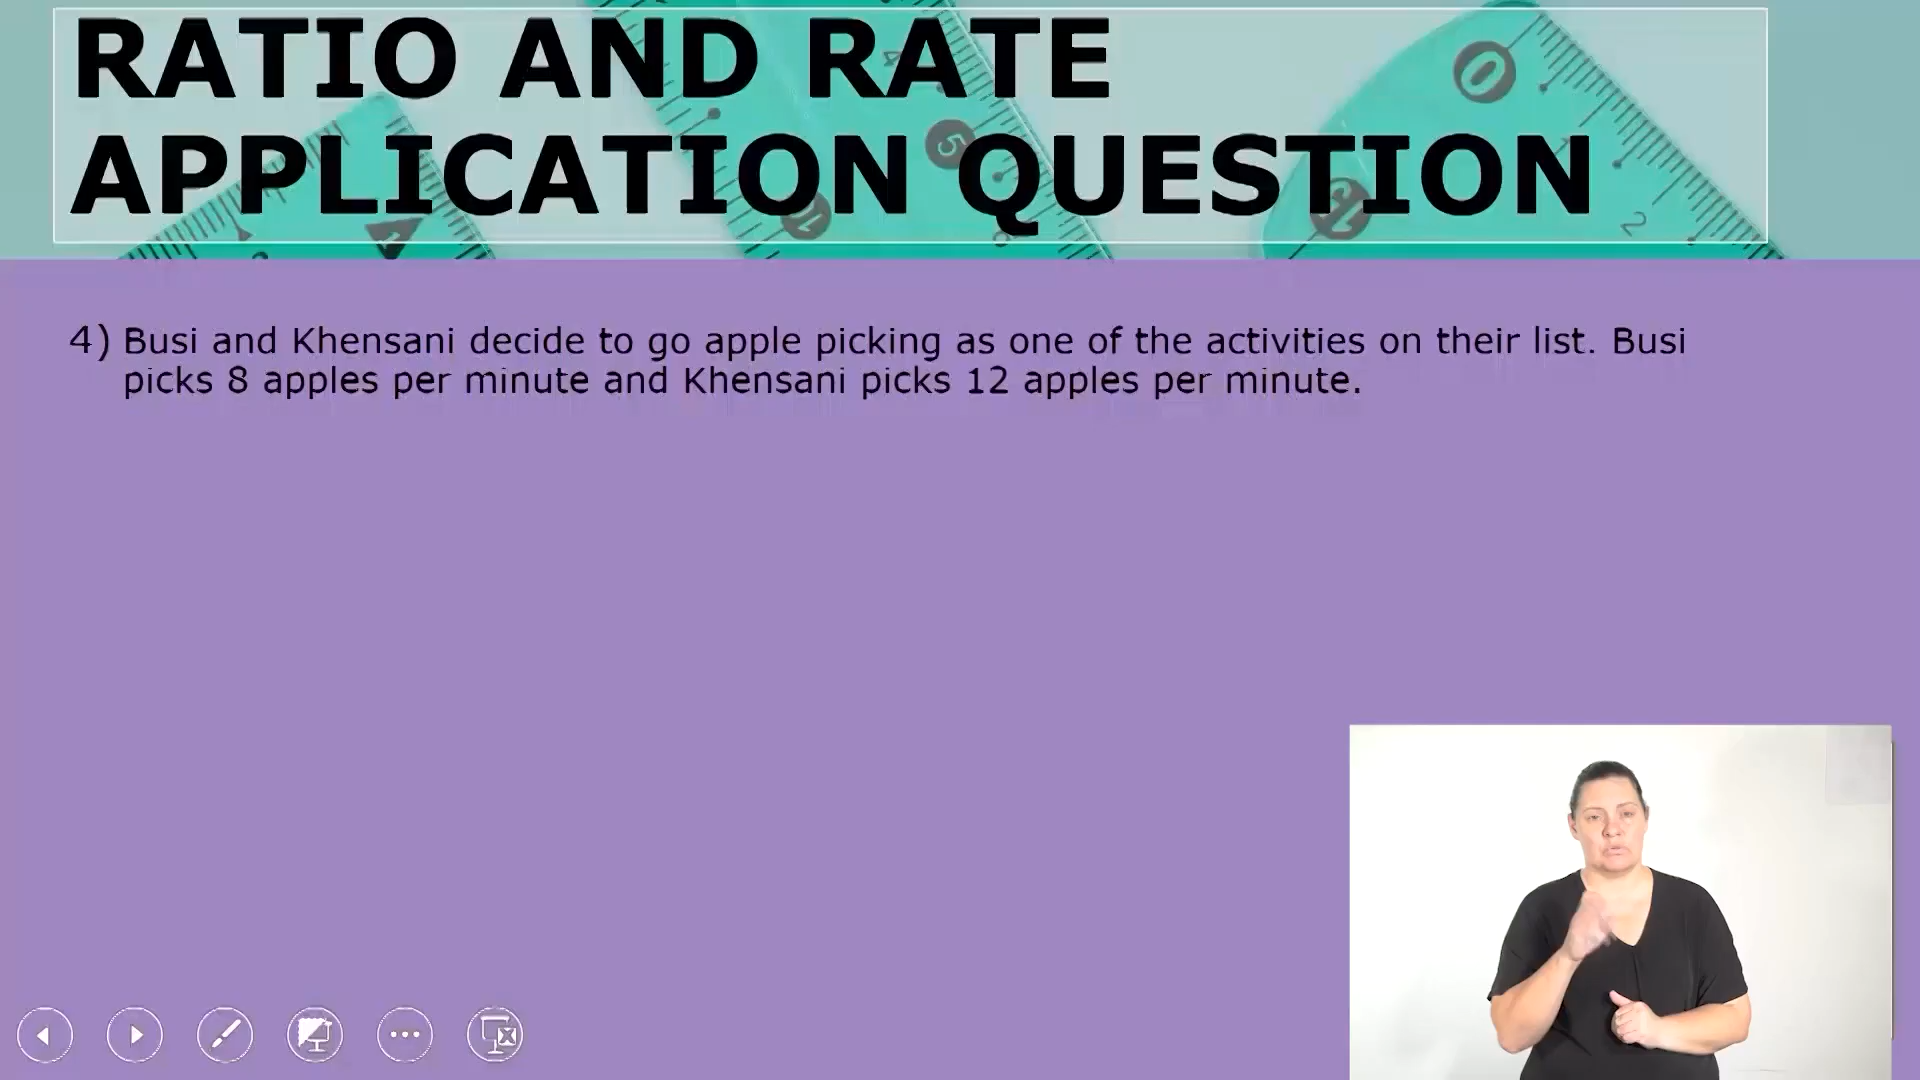 RATIO AND RATE
APPLICATION QUESTION
4) Busi and Khensani decide to go apple picking as one of the activities on their list. Busi
picks 8 apples per minute and Khensani picks 12 apples per minute.